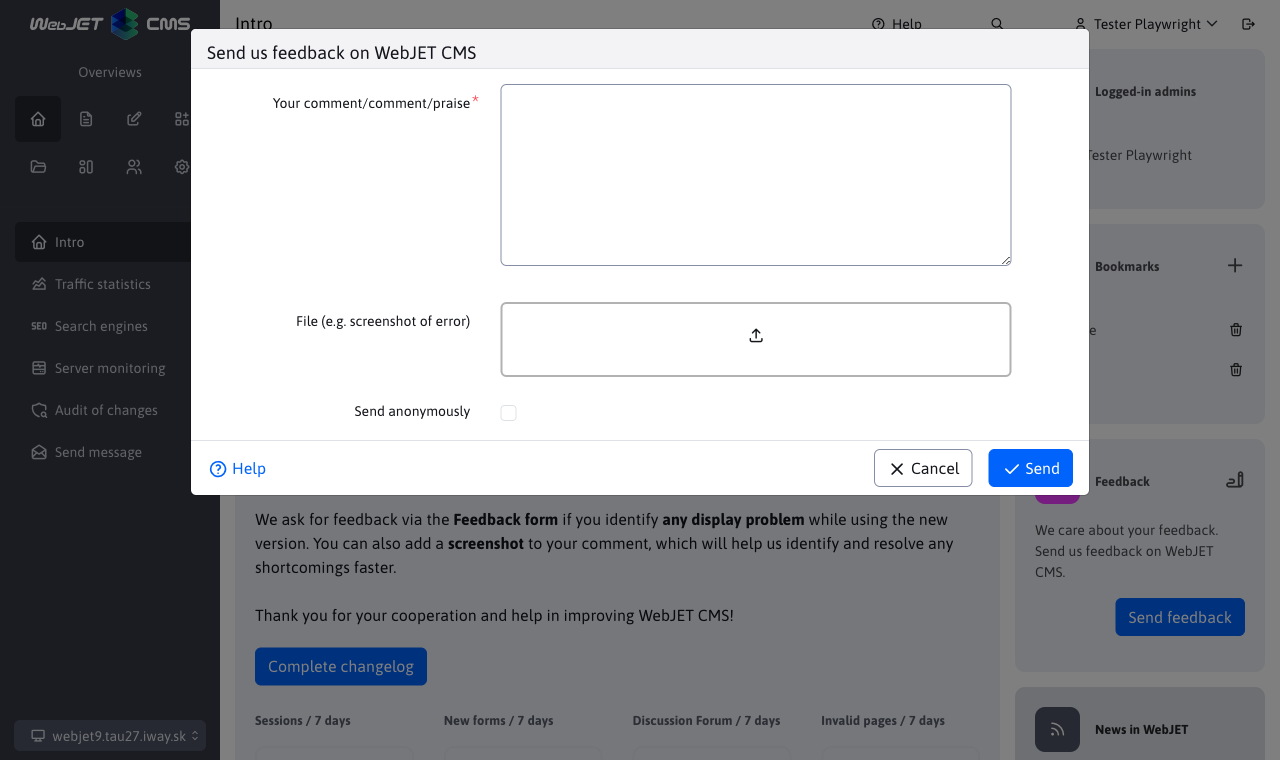 WebJET CMS
Intro
Help
Tester Playwright
Overviews
Intro
Traffic statistics
SEO Search engines
Server monitoring
Audit of changes
Send message
webjet9.tau27.iway.sk
Send us feedback on WebJET CMS
Your comment/comment/praise*
File (e.g. screenshot of error)
Send anonymously
Help
Cancel
Send
Logged-in admins
Tester Playwright
Bookmarks
Feedback
We care about your feedback.
Send us feedback on WebJET
CMS.
Send feedback
News in WebJET
We ask for feedback via the Feedback form if you identify any display problem while using the new
version. You can also add a screenshot to your comment, which will help us identify and resolve any
shortcomings faster.
Thank you for your cooperation and help in improving WebJET CMS!
Complete changelog
Sessions / 7 days
New forms / 7 days
Discussion Forum / 7 days
Invalid pages / 7 days